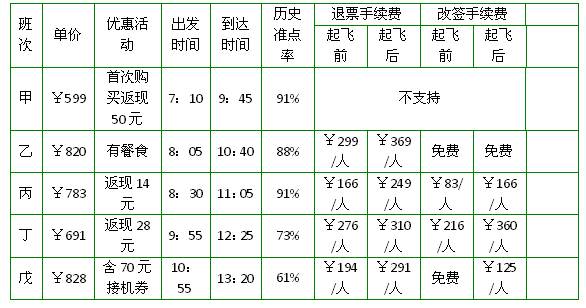 班次 单价 优惠活动 出发时间 到达时间 历史准点率 退票手续费 改签手续费
起飞前 起飞后 起飞前 起飞后
甲 ￥599 首次购买返现50元 7：10 9：45 91% 不支持
乙 ￥820 有餐食 8：05 10:40 88% ￥299/人 ￥369/人 免费 免费
丙 ￥783 返现14元 8：30 11:05 91% ￥166/人 ￥249/人 ￥83/人 ￥166/人
丁 ￥691 返现28元 9：55 12:25 73% ￥276/人 ￥310/人 ￥216/人 ￥360/人
戊 ￥828 含70元接机券 10：55 13:20 61% ￥194/人 ￥291/人 免费 ￥125/人